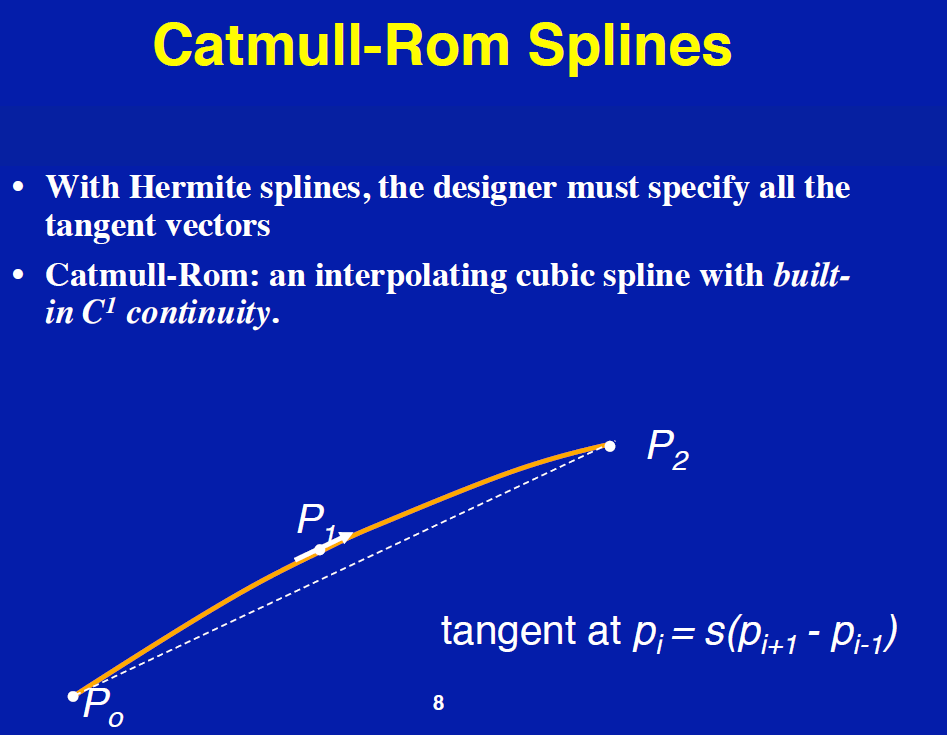 Catmull-Rom Splines
• With Hermite splines, the designer must specify all the
tangent vectors
• Catmull-Rom: an interpolating cubic spline with built-
in C¹ continuity.
P₂
P₁
tangent at pᵢ = s(pᵢ₊₁ - pᵢ₋₁)
Pₒ
8